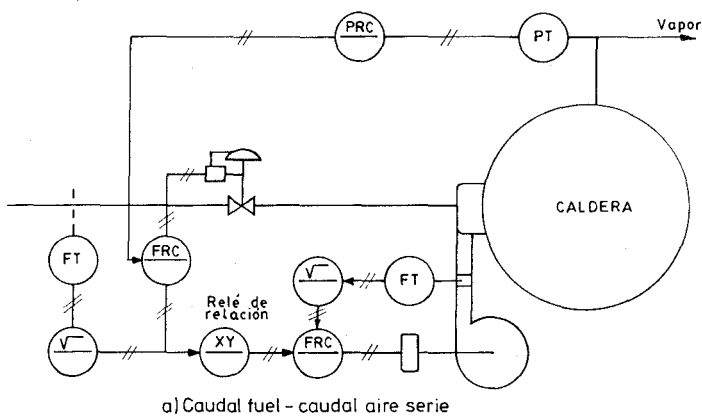 PRC
PT
Vapor
CALDERA
FT
FRC
√
FT
Relé de
relación
√
XY
FRC
a) Caudal fuel - caudal aire serie